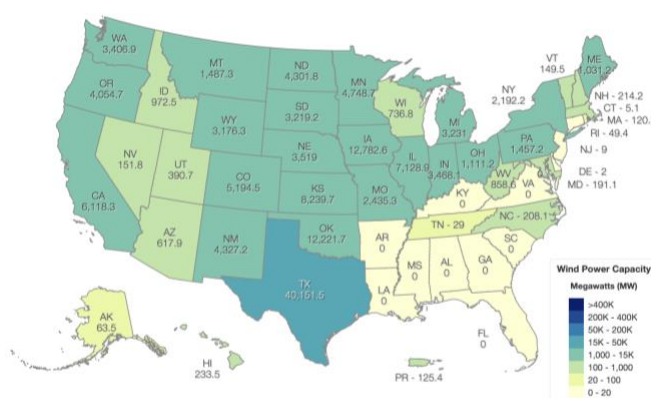 WA
3,406.9
OR
4,054.7
CA
6,118.3
ID
972.5
NV
151.8
MT
1,487.3
WY
3,176.3
UT
390.7
AZ
617.9
CO
5,194.5
NM
4,327.2
ND
4,301.8
SD
3,219.2
NE
3,519
KS
8,239.7
OK
12,221.7
TX
40,151.5
MN
4,748.7
IA
12,782.6
MO
2,435.3
AR
0
LA
0
WI
736.8
IL
7,128.9
MI
3,231
IN
3,468.1
OH
1,111.2
KY
0
TN - 29
MS
0
AL
0
GA
0
FL
0
SC
0
NC - 208.1
VA
0
WV
858.6
PA
1,457.2
NY
2,192.2
VT
149.5
ME
1,031.2
NH - 214.2
CT - 5.1
MA - 120.
RI - 49.4
NJ - 9
DE - 2
MD - 191.1
AK
63.5
HI
233.5
PR - 125.4
Wind Power Capacity
Megawatts (MW)
>400K
200K - 400K
50K - 200K
15K - 50K
1,000 - 15K
100 - 1,000
20 - 100
0 - 20